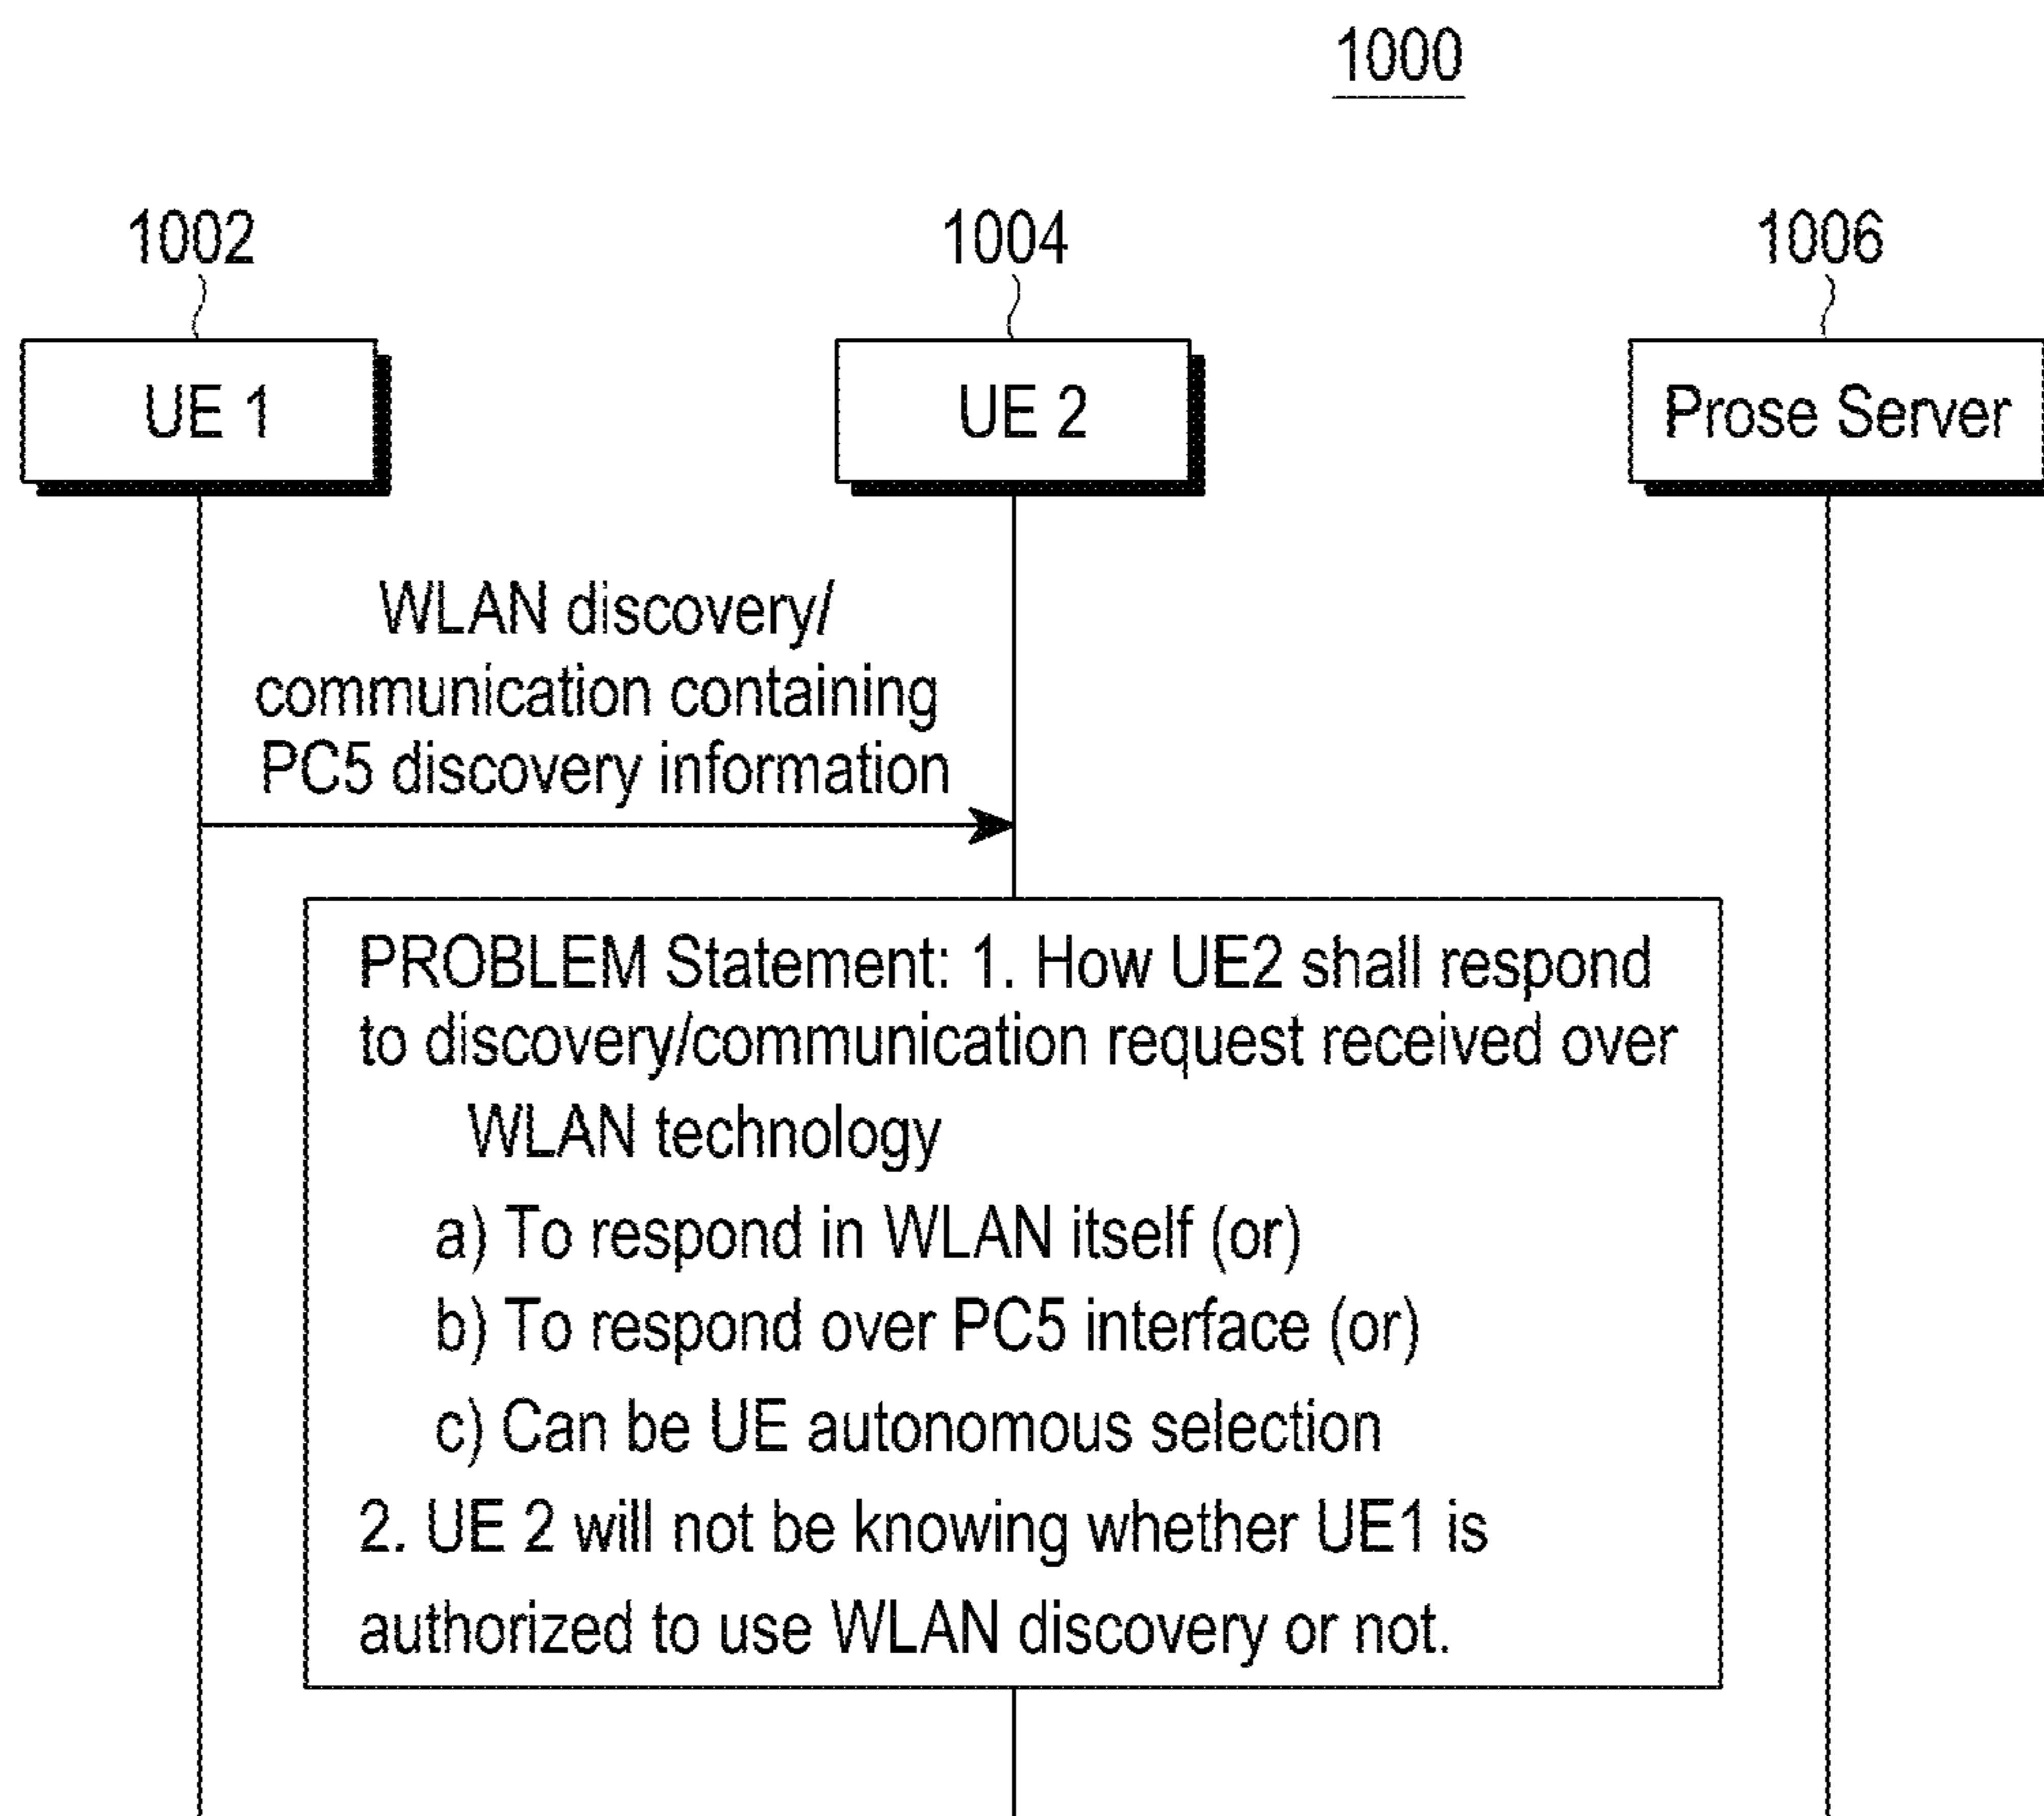 1000
1002
1004
1006
UE 1
UE 2
Prose Server
WLAN discovery/
communication containing
PC5 discovery information
PROBLEM Statement: 1. How UE2 shall respond
to discovery/communication request received over
WLAN technology
a) To respond in WLAN itself (or)
b) To respond over PC5 interface (or)
c) Can be UE autonomous selection
2. UE 2 will not be knowing whether UE1 is
authorized to use WLAN discovery or not.